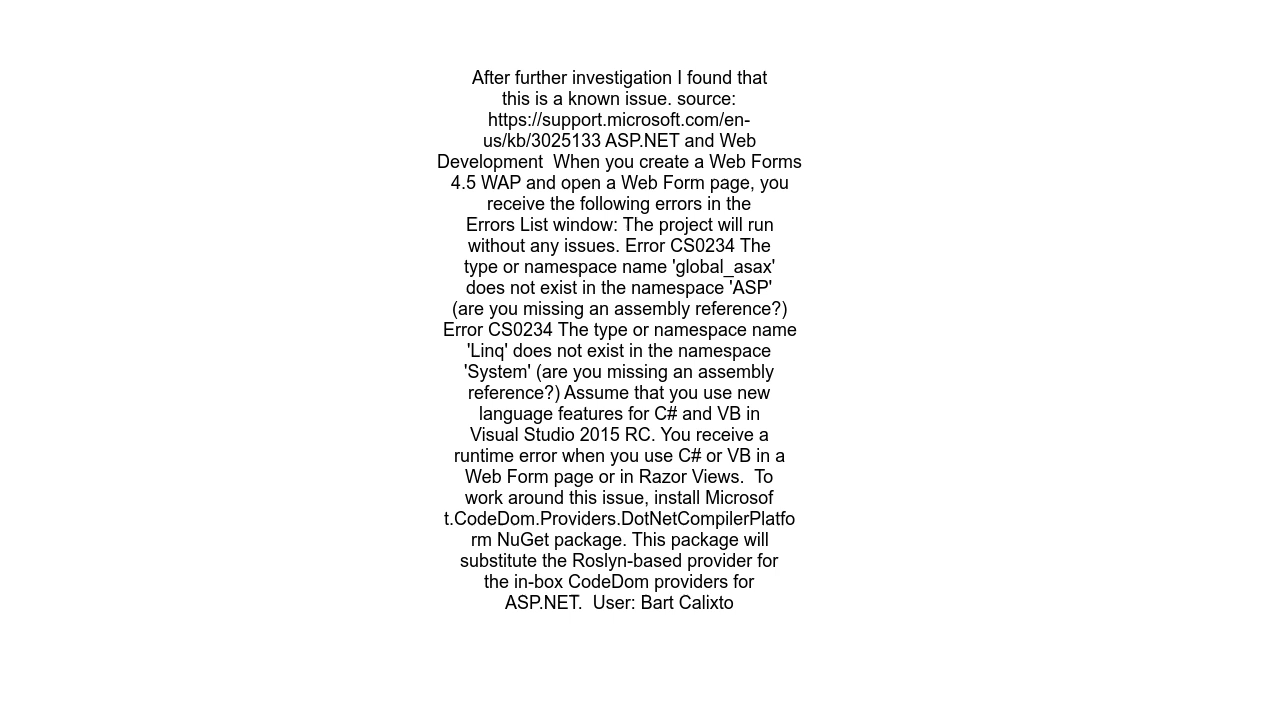 After further investigation I found that
this is a known issue. source:
https://support.microsoft.com/en-
us/kb/3025133 ASP.NET and Web
Development  When you create a Web Forms
4.5 WAP and open a Web Form page, you
receive the following errors in the
Errors List window: The project will run
without any issues. Error CS0234 The
type or namespace name 'global_asax'
does not exist in the namespace 'ASP'
(are you missing an assembly reference?)
Error CS0234 The type or namespace name
'Linq' does not exist in the namespace
'System' (are you missing an assembly
reference?) Assume that you use new
language features for C# and VB in
Visual Studio 2015 RC. You receive a
runtime error when you use C# or VB in a
Web Form page or in Razor Views.  To
work around this issue, install Microsof
t.CodeDom.Providers.DotNetCompilerPlatfo
rm NuGet package. This package will
substitute the Roslyn-based provider for
the in-box CodeDom providers for
ASP.NET.  User: Bart Calixto